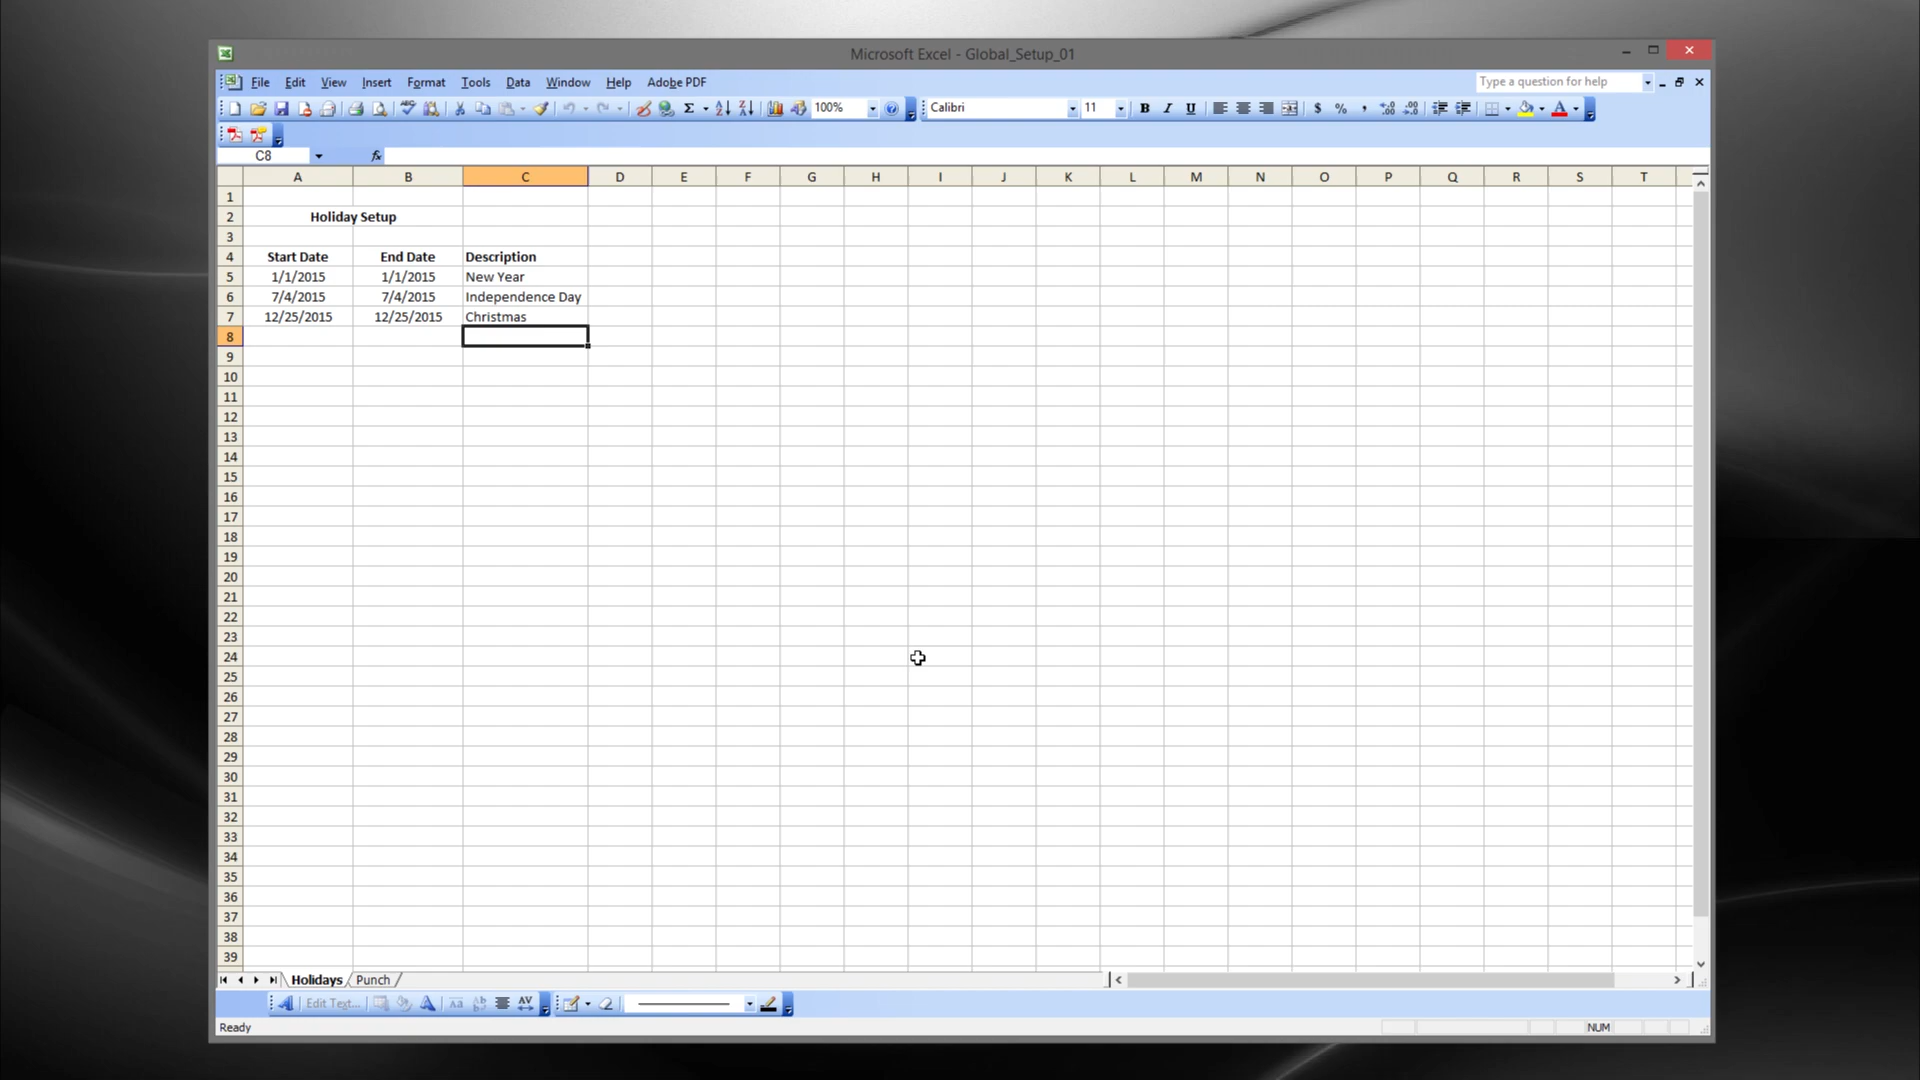 Microsoft Excel - Global_Setup_01
File Edit View Insert Format Tools Data Window Help Adobe PDF Type a question for help
100% Calibri 11 B I U $ % ,
C8 fx
A B C D E F G H I J K L M N O P Q R S T
1
2 Holiday Setup
3
4 Start Date End Date Description
5 1/1/2015 1/1/2015 New Year
6 7/4/2015 7/4/2015 Independence Day
7 12/25/2015 12/25/2015 Christmas
8
9
10
11
12
13
14
15
16
17
18
19
20
21
22
23
24
25
26
27
28
29
30
31
32
33
34
35
36
37
38
39
Holidays Punch
Edit Text...
Ready NUM